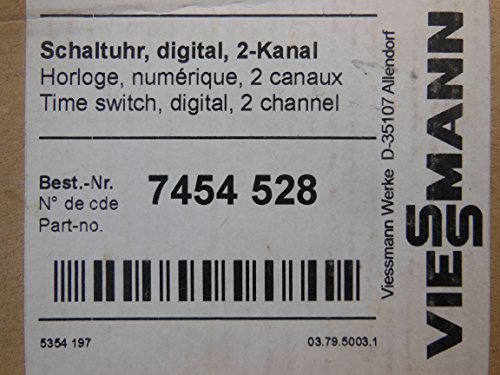 Schaltuhr, digital, 2-Kanal
Horloge, numérique, 2 canaux
Time switch, digital, 2 channel
Best.-Nr. 7454 528
N° de cde
Part-no.
5354 197 03.79.5003.1
Viessmann Werke D-35107 Allendorf
VIESSMANN